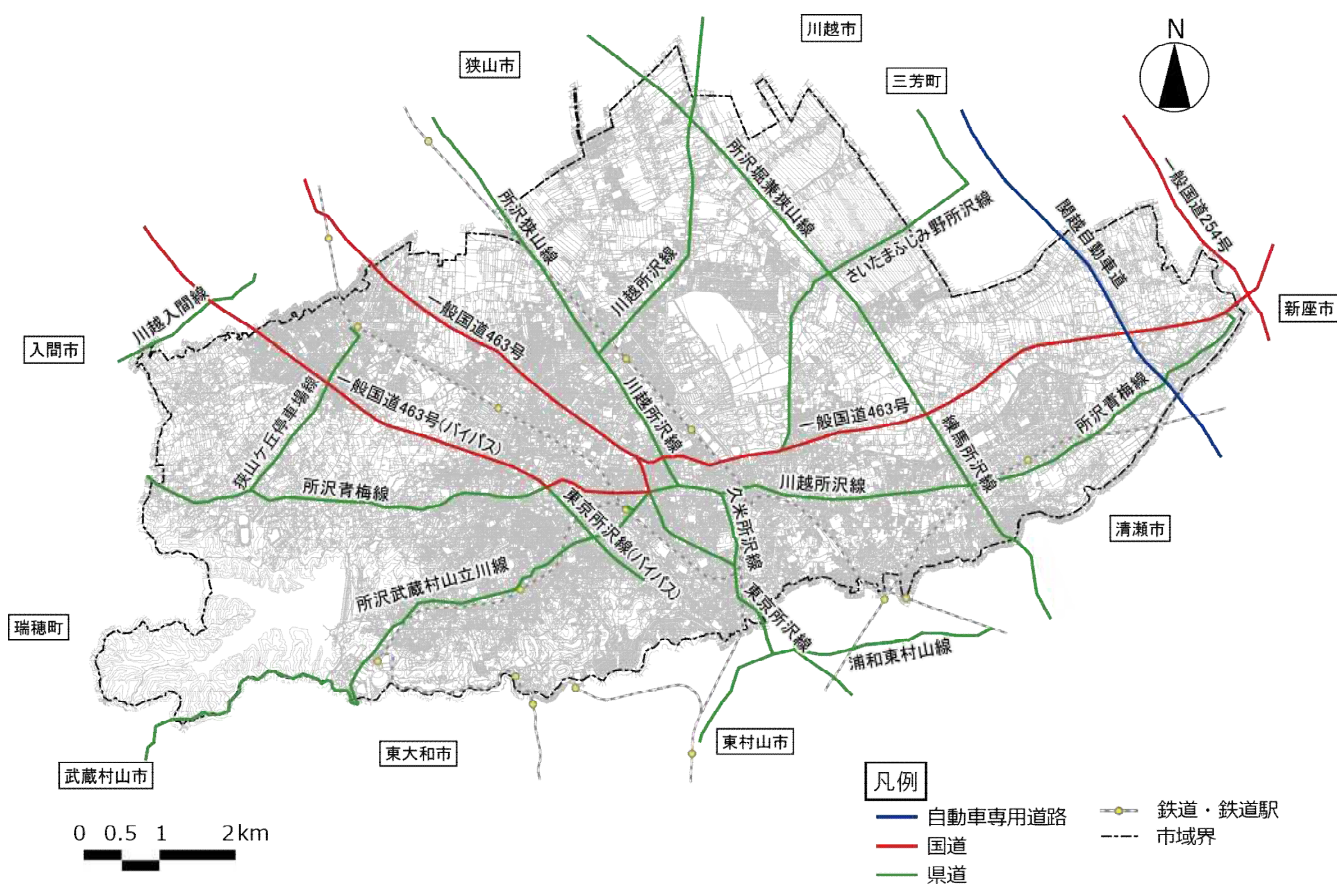 川越市
N
狭山市
三芳町
所沢堀兼狭山線
一般国道254号
所沢狭山線
さいたまふじみ野所沢線
関越自動車道
川越所沢線
川越入間線
一般国道463号
新座市
入間市
一般国道463号(バイパス)
川越所沢線
狭山ケ丘停車場線
一般国道463号
所沢青梅線
練馬所沢線
所沢青梅線
川越所沢線
久米所沢線
東京所沢線(バイパス)
清瀬市
所沢武蔵村山立川線
東京所沢線
瑞穂町
浦和東村山線
東村山市
東大和市
武蔵村山市
凡例
自動車専用道路
国道
県道
鉄道・鉄道駅
市域界
0 0.5 1 2km